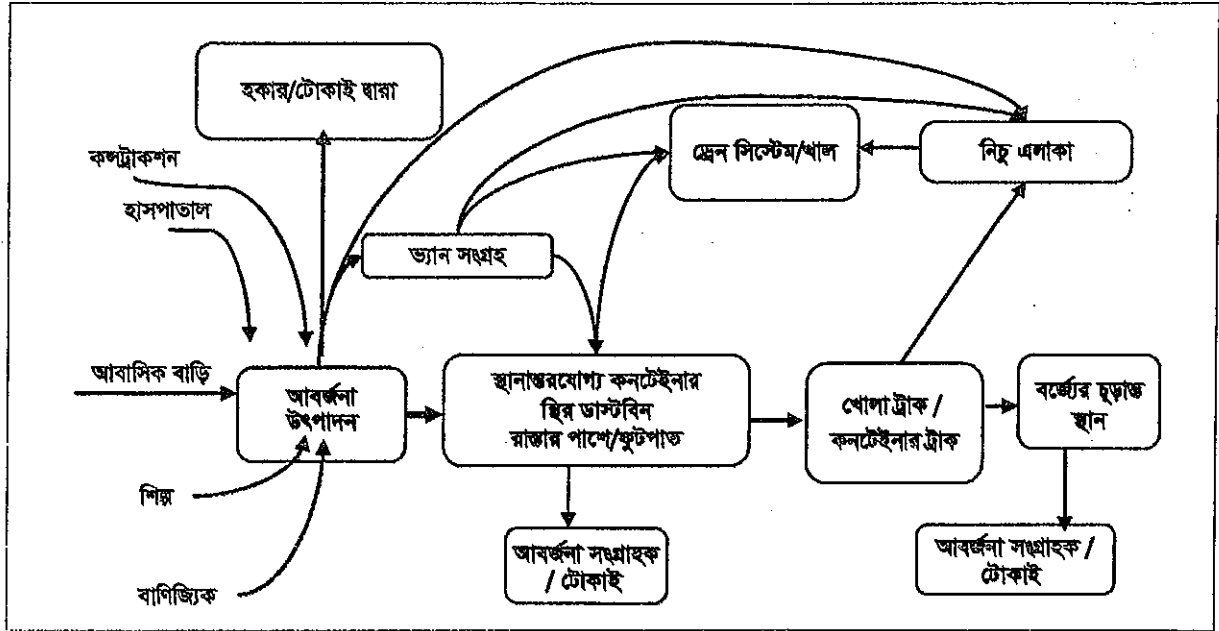 হকার/টোকাই দ্বারা
কন্সট্রাকশন
ড্রেন সিস্টেম/খাল
নিচু এলাকা
হাসপাতাল
ভ্যান সংগ্রহ
আবাসিক বাড়ি
আবর্জনা
উৎপাদন
স্থানান্তরযোগ্য কনটেইনার
স্থির ডাস্টবিন
রাস্তার পাশে/ফুটপাত
খোলা ট্রাক /
কনটেইনার ট্রাক
বর্জ্যের চূড়ান্ত
স্থান
শিল্প
আবর্জনা সংগ্রাহক
/ টোকাই
আবর্জনা সংগ্রাহক /
টোকাই
বাণিজ্যিক